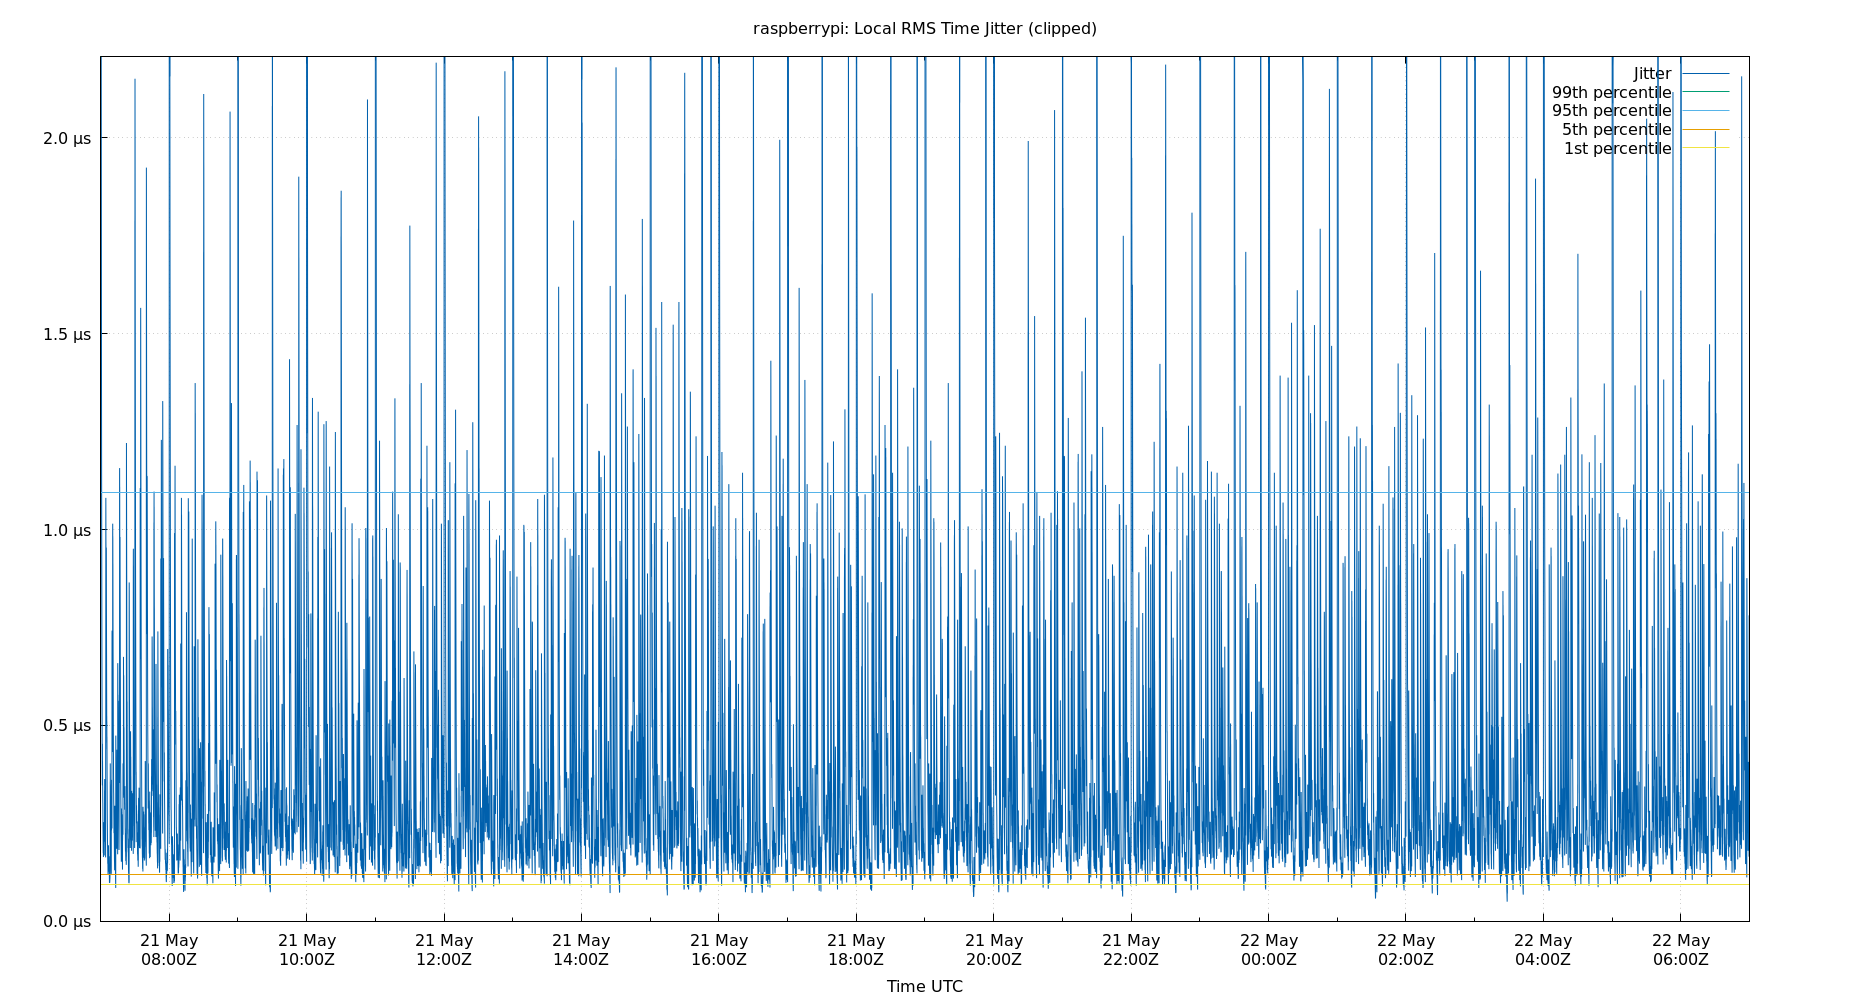 raspberrypi: Local RMS Time Jitter (clipped)
Jitter
99th percentile
95th percentile
5th percentile
1st percentile
2.0 μs
1.5 μs
1.0 μs
0.5 μs
0.0 μs
21 May 21 May 21 May 21 May 21 May 21 May 21 May 21 May 22 May 22 May 22 May 22 May
08:00Z 10:00Z 12:00Z 14:00Z 16:00Z 18:00Z 20:00Z 22:00Z 00:00Z 02:00Z 04:00Z 06:00Z
Time UTC